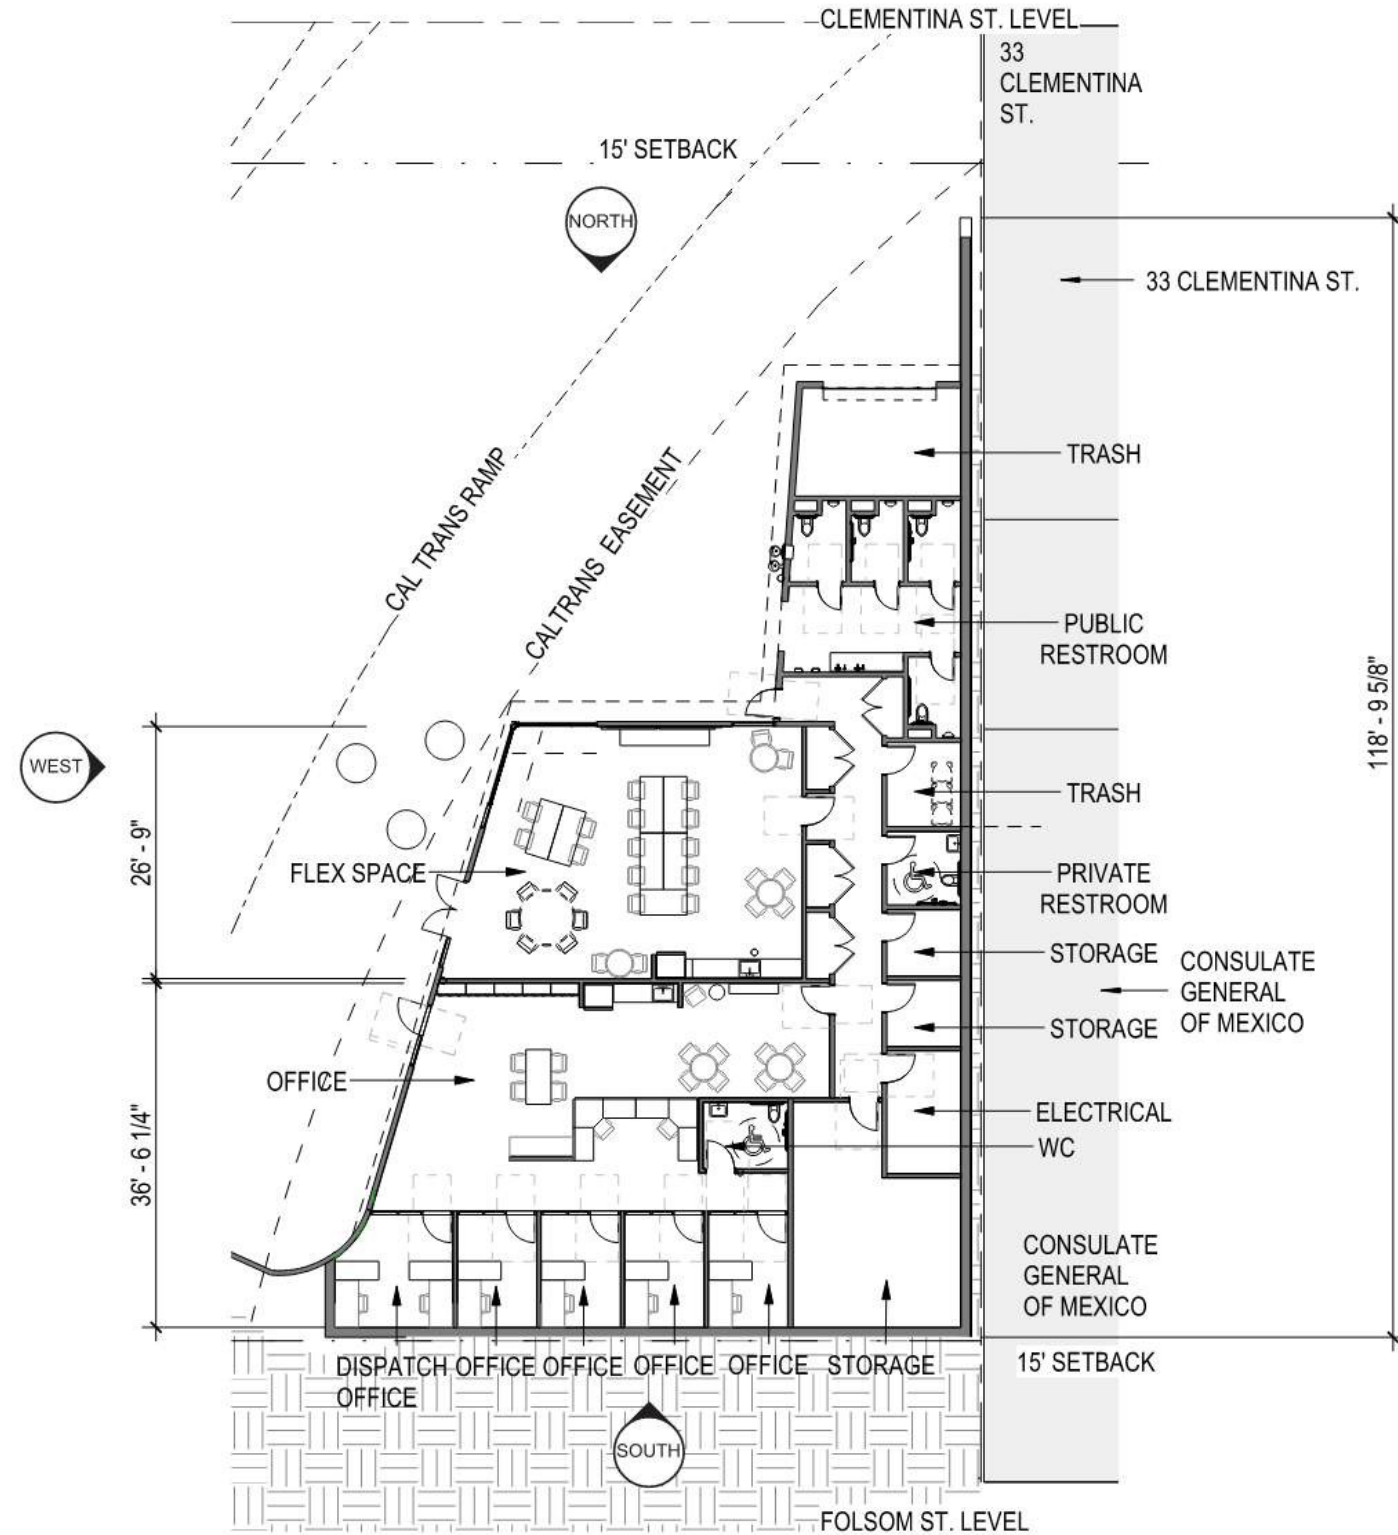 CLEMENTINA ST. LEVEL
33
CLEMENTINA
ST.
15' SETBACK
NORTH
33 CLEMENTINA ST.
CAL TRANS RAMP
CALTRANS EASEMENT
TRASH
PUBLIC
RESTROOM
118' - 9 5/8"
WEST
26' - 9"
TRASH
FLEX SPACE
PRIVATE
RESTROOM
STORAGE
CONSULATE
GENERAL
OF MEXICO
STORAGE
OFFICE
ELECTRICAL
WC
36' - 6 1/4"
CONSULATE
GENERAL
OF MEXICO
DISPATCH
OFFICE
OFFICE
OFFICE
OFFICE
OFFICE
STORAGE
15' SETBACK
SOUTH
FOLSOM ST. LEVEL